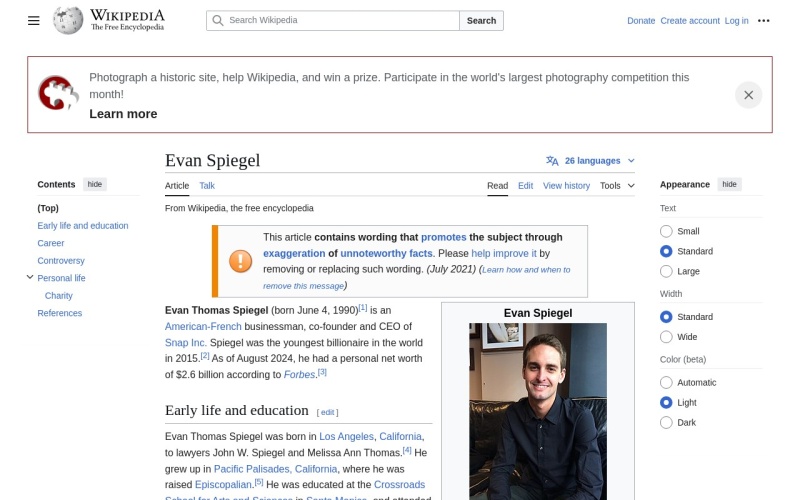 WIKIPEDIA
The Free Encyclopedia
Search Wikipedia
Search
Donate Create account Log in
Photograph a historic site, help Wikipedia, and win a prize. Participate in the world's largest photography competition this
month!
Learn more
Contents hide
(Top)
Early life and education
Career
Controversy
Personal life
Charity
References
Evan Spiegel
26 languages
Article Talk
Read Edit View history Tools
From Wikipedia, the free encyclopedia
This article contains wording that promotes the subject through
exaggeration of unnoteworthy facts. Please help improve it by
removing or replacing such wording. (July 2021) (Learn how and when to
remove this message)
Evan Thomas Spiegel (born June 4, 1990)[1] is an
American-French businessman, co-founder and CEO of
Snap Inc. Spiegel was the youngest billionaire in the world
in 2015.[2] As of August 2024, he had a personal net worth
of $2.6 billion according to Forbes.[3]
Early life and education [ edit ]
Evan Thomas Spiegel was born in Los Angeles, California,
to lawyers John W. Spiegel and Melissa Ann Thomas.[4] He
grew up in Pacific Palisades, California, where he was
raised Episcopalian.[5] He was educated at the Crossroads
School for Arts and Sciences in Santa Monica, and attended
Evan Spiegel
Appearance hide
Text
Small
Standard
Large
Width
Standard
Wide
Color (beta)
Automatic
Light
Dark